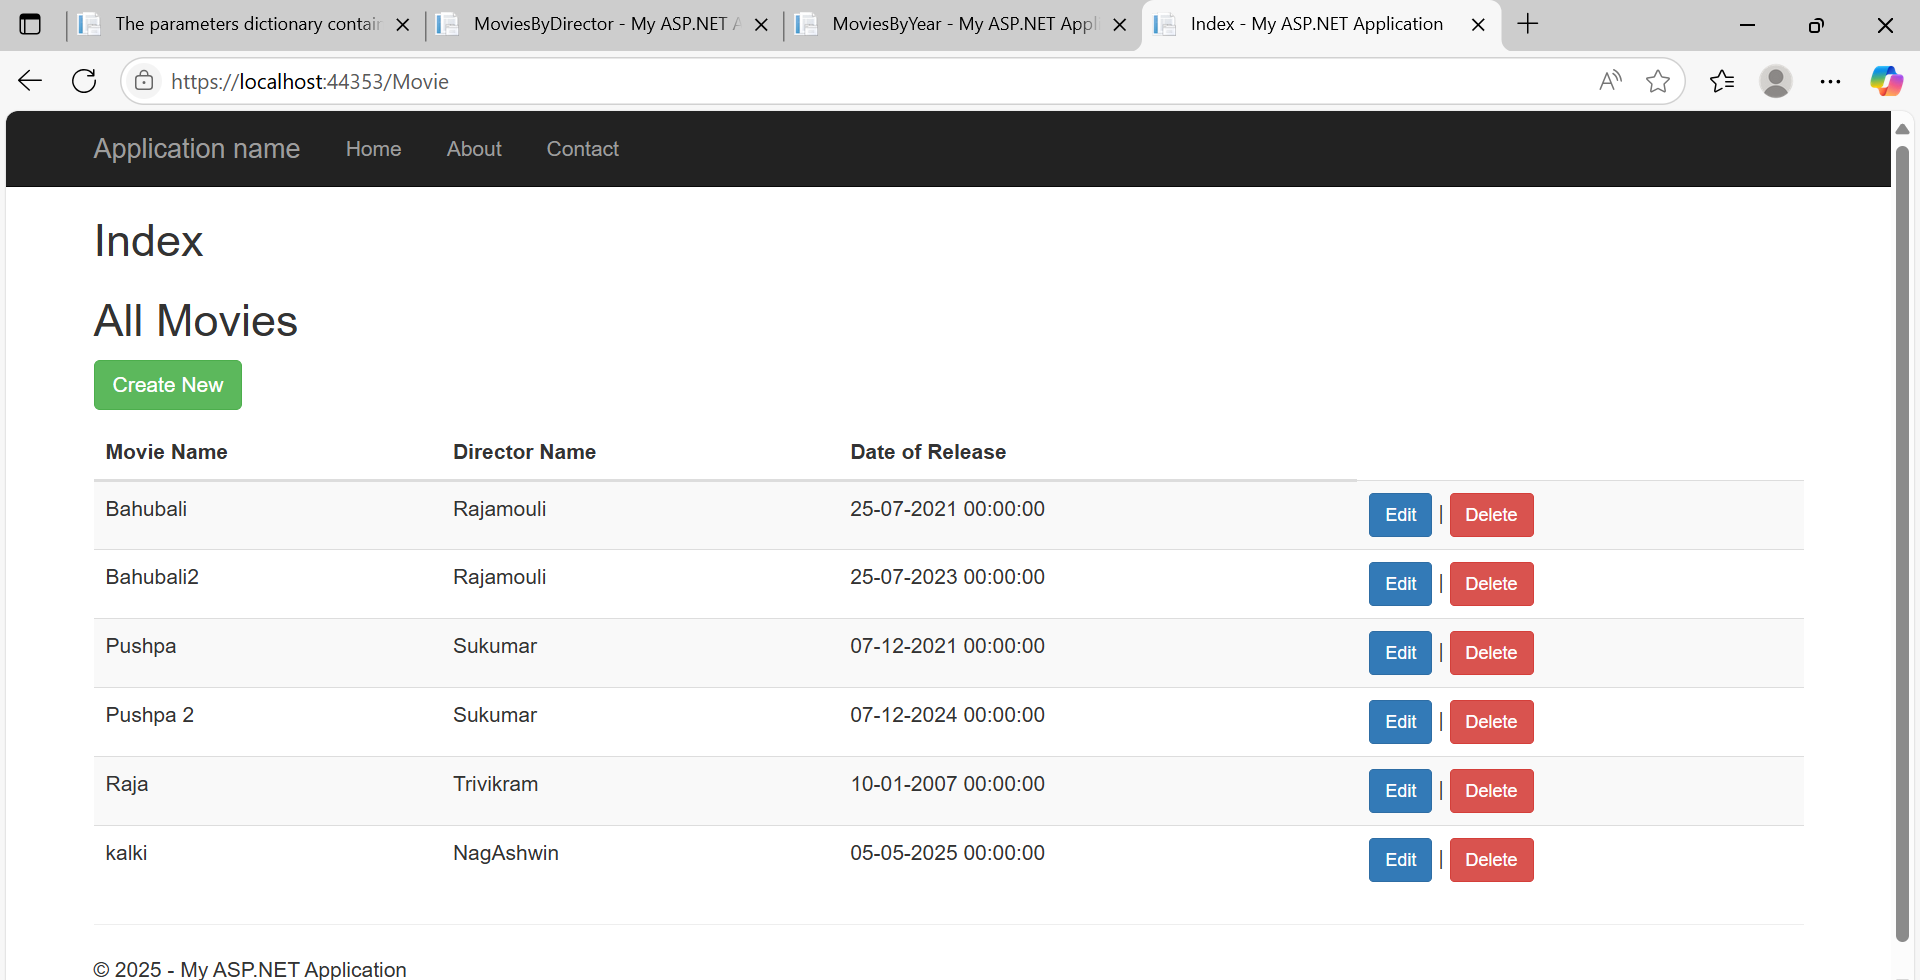 The parameters dictionary contain
MoviesByDirector - My ASP.NET A
MoviesByYear - My ASP.NET Appl
Index - My ASP.NET Application
https://localhost:44353/Movie
Application name Home About Contact
Index
All Movies
Create New
Movie Name Director Name Date of Release
Bahubali Rajamouli 25-07-2021 00:00:00 Edit | Delete
Bahubali2 Rajamouli 25-07-2023 00:00:00 Edit | Delete
Pushpa Sukumar 07-12-2021 00:00:00 Edit | Delete
Pushpa 2 Sukumar 07-12-2024 00:00:00 Edit | Delete
Raja Trivikram 10-01-2007 00:00:00 Edit | Delete
kalki NagAshwin 05-05-2025 00:00:00 Edit | Delete
© 2025 - My ASP.NET Application